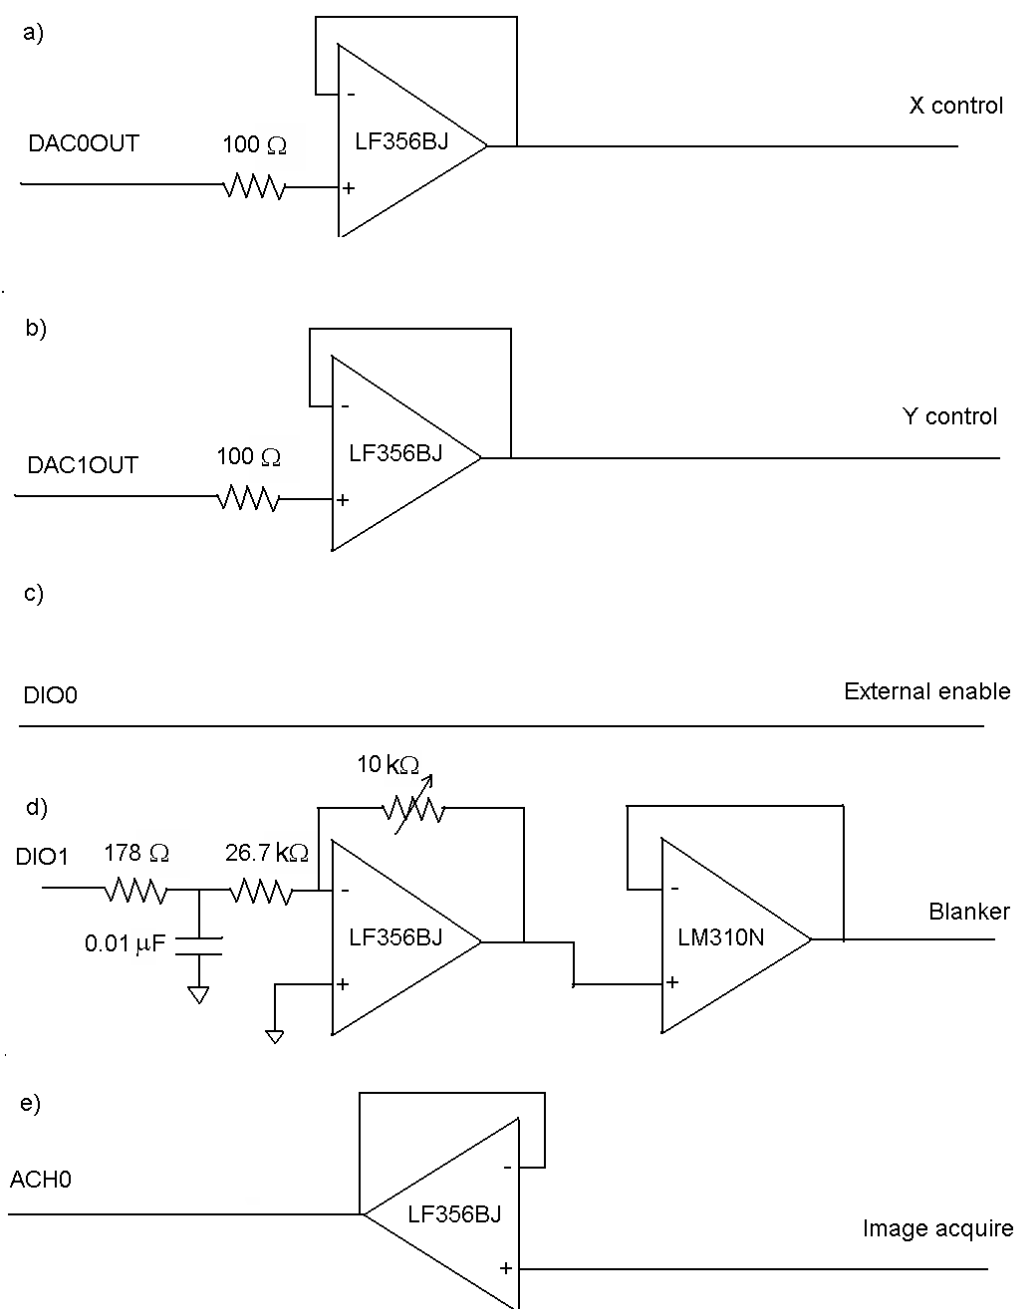 a)
X control
DAC0OUT
100 Ω
-
LF356BJ
+
b)
Y control
DAC1OUT
100 Ω
-
LF356BJ
+
c)
DIO0
External enable
10 kΩ
d)
DIO1
178 Ω
26.7 kΩ
0.01 µF
-
LF356BJ
+
-
LM310N
+
Blanker
e)
ACH0
-
LF356BJ
+
Image acquire